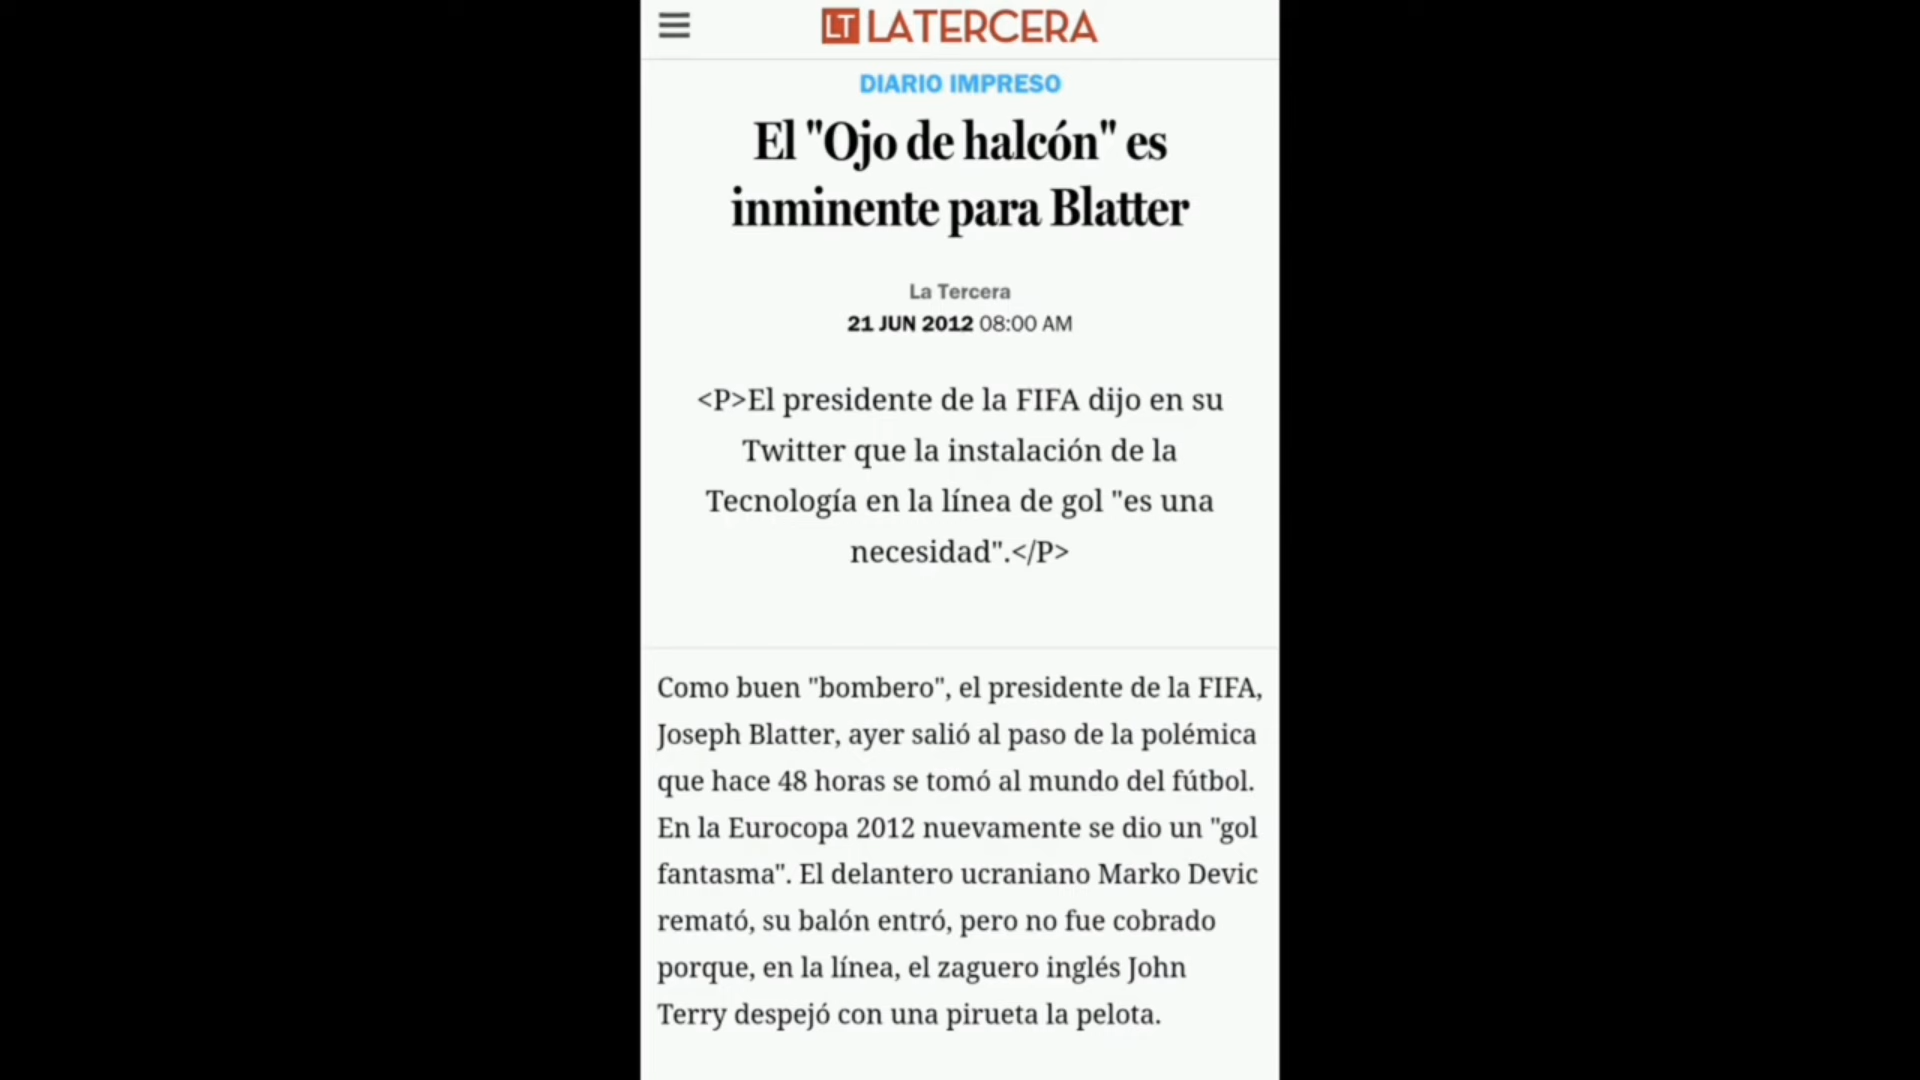 LT LATERCERA
DIARIO IMPRESO
El "Ojo de halcón" es
inminente para Blatter
La Tercera
21 JUN 2012 08:00 AM
<P>El presidente de la FIFA dijo en su
Twitter que la instalación de la
Tecnología en la línea de gol "es una
necesidad".</P>
Como buen "bombero", el presidente de la FIFA,
Joseph Blatter, ayer salió al paso de la polémica
que hace 48 horas se tomó al mundo del fútbol.
En la Eurocopa 2012 nuevamente se dio un "gol
fantasma". El delantero ucraniano Marko Devic
remató, su balón entró, pero no fue cobrado
porque, en la línea, el zaguero inglés John
Terry despejó con una pirueta la pelota.